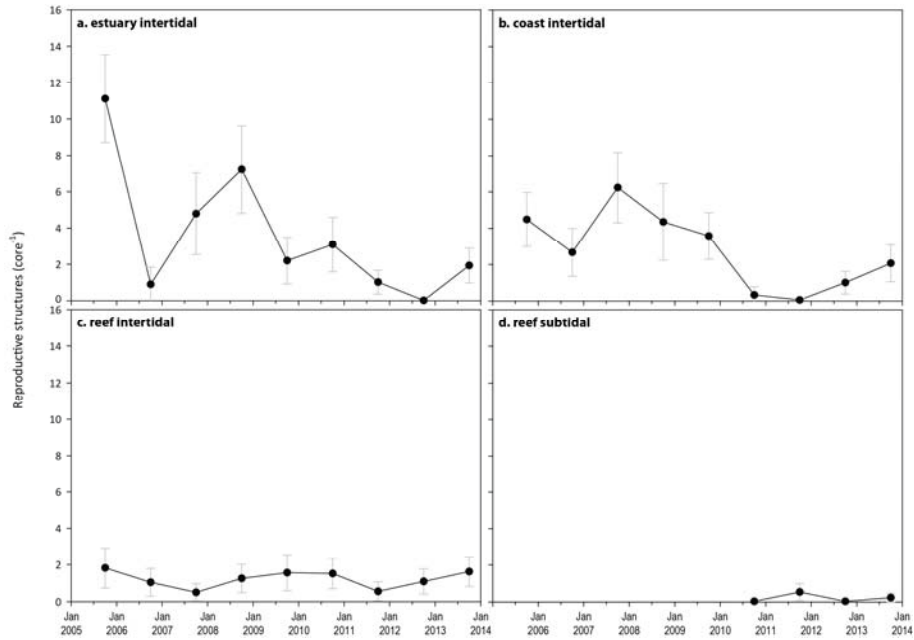 Reproductive structures (core⁻¹)
a. estuary intertidal
16
14
12
10
8
6
4
2
0
b. coast intertidal
c. reef intertidal
16
14
12
10
8
6
4
2
0
d. reef subtidal
Jan Jan Jan Jan Jan Jan Jan Jan Jan Jan
2005 2006 2007 2008 2009 2010 2011 2012 2013 2014
Jan Jan Jan Jan Jan Jan Jan Jan Jan
2006 2007 2008 2009 2010 2011 2012 2013 2014